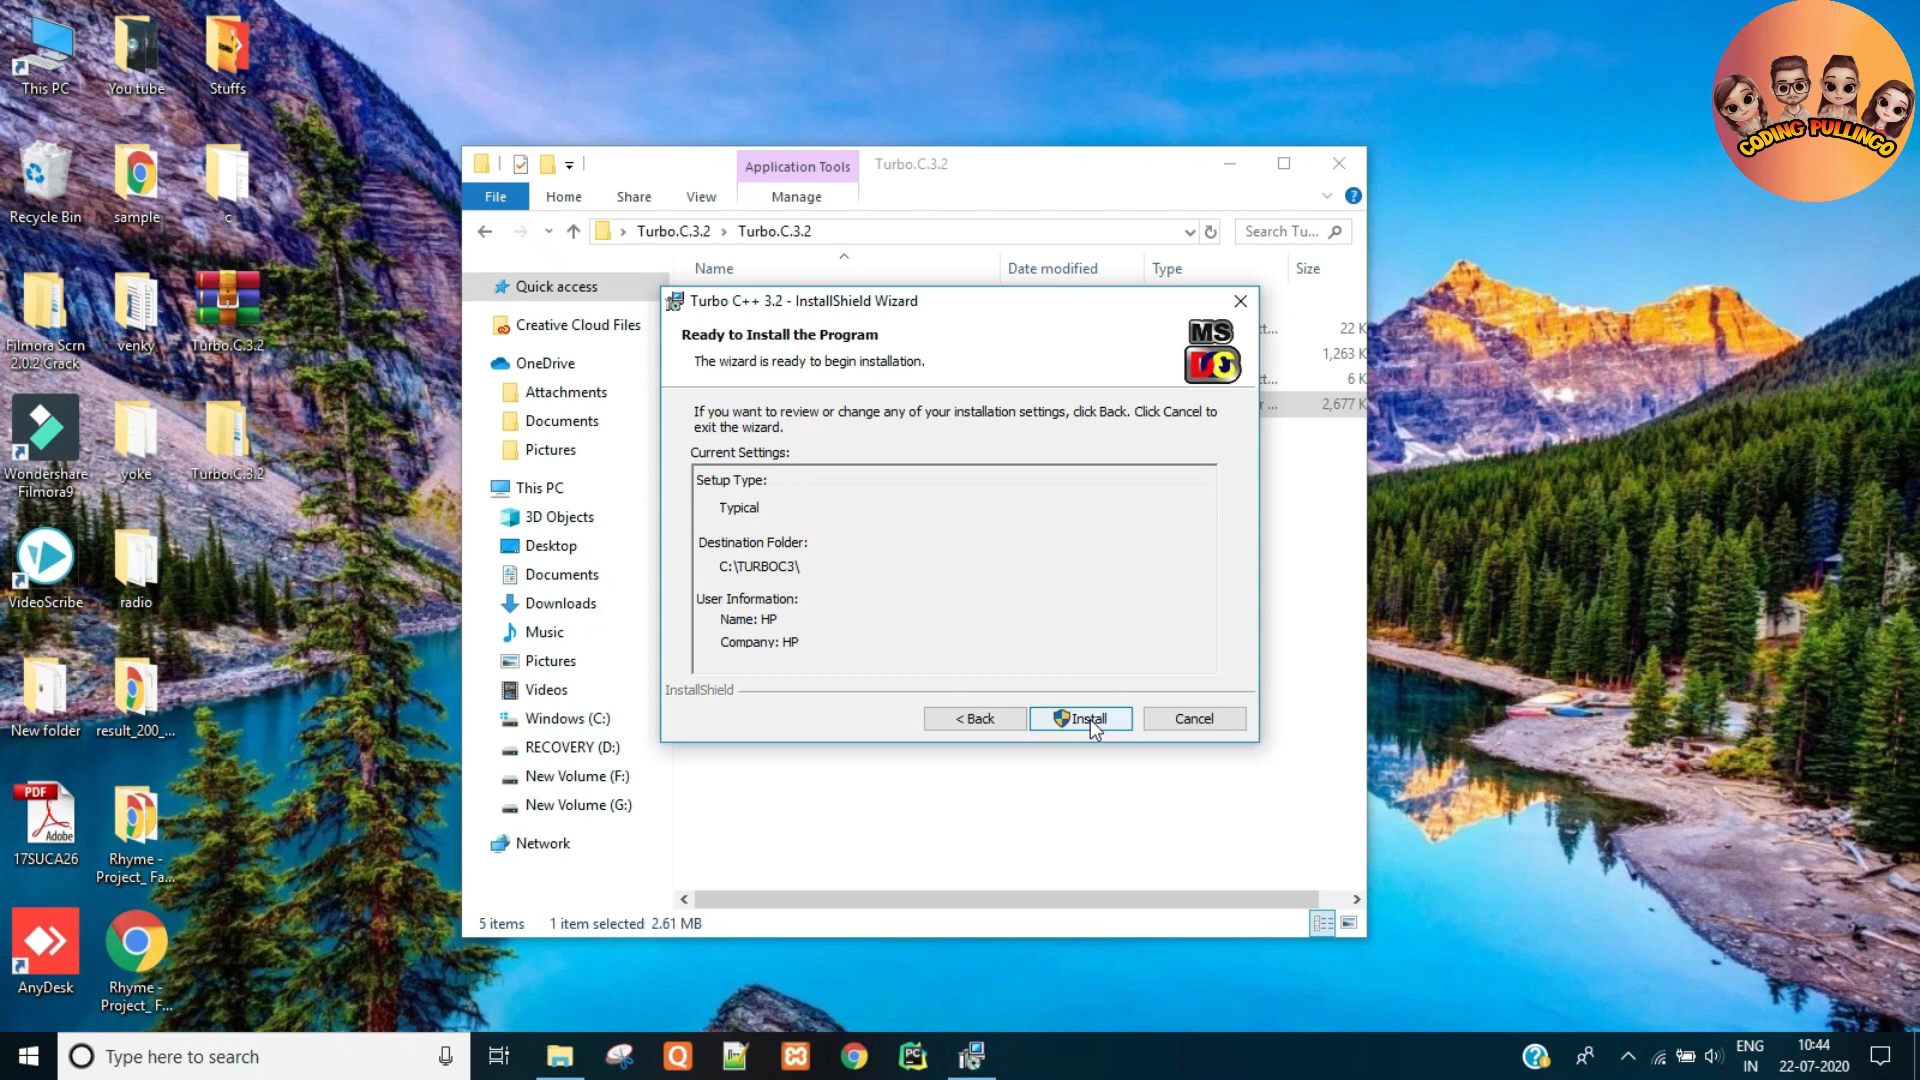 This PC
You tube
Stuffs
Recycle Bin
sample
c
Filmora Scrn
2.0.2 Crack
venky
Turbo.C.3.2
Wondershare
Filmora9
yoke
Turbo.C.3.2
VideoScribe
radio
New folder
result_200_...
PDF
Adobe
17SUCA26
Rhyme -
Project_ Fa...
AnyDesk
Rhyme -
Project_ F...
CODING PULLINGO
Application Tools
Turbo.C.3.2
File
Home
Share
View
Manage
Turbo.C.3.2 > Turbo.C.3.2
Search Tu...
Name
Date modified
Type
Size
22 K
1,263 K
6 K
2,677 K
Quick access
Creative Cloud Files
OneDrive
Attachments
Documents
Pictures
This PC
3D Objects
Desktop
Documents
Downloads
Music
Pictures
Videos
Windows (C:)
RECOVERY (D:)
New Volume (F:)
New Volume (G:)
Network
5 items
1 item selected 2.61 MB
Turbo C++ 3.2 - InstallShield Wizard
Ready to Install the Program
The wizard is ready to begin installation.
MS
DOS
If you want to review or change any of your installation settings, click Back. Click Cancel to
exit the wizard.
Current Settings:
Setup Type:
Typical
Destination Folder:
C:\TURBOC3\
User Information:
Name: HP
Company: HP
InstallShield
< Back
Install
Cancel
Type here to search
ENG
IN
10:44
22-07-2020